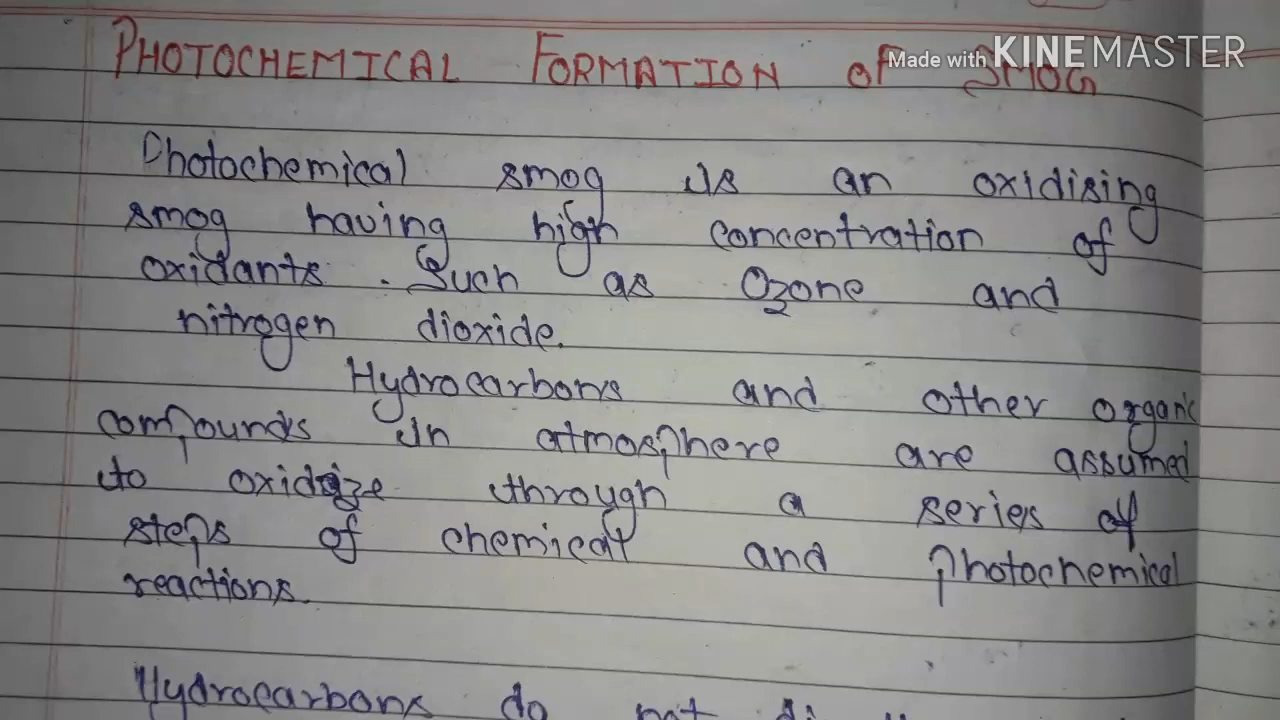 PHOTOCHEMICAL FORMATION OF SMOG
Made with KINEMASTER
Photochemical smog is an oxidising
smog having high concentration of
oxidants. Such as Ozone and
nitrogen dioxide.
Hydrocarbons and other organic
compounds in atmosphere are assumed
to oxidize through a series of
steps of chemical and photochemical
reactions.
Hydrocarbons do not